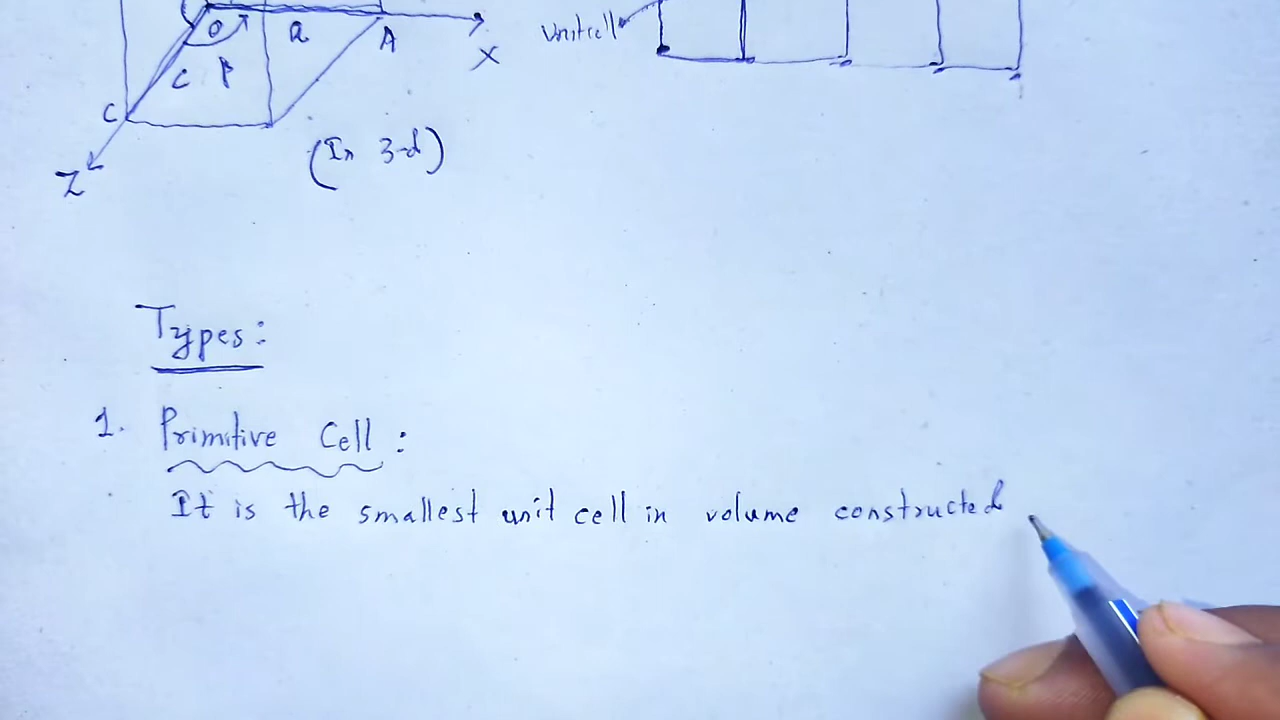 O a A X
Unitcell
C β
C
Z
(In 3-d)
Types:
1. Primitive Cell :
It is the smallest unit cell in volume constructed